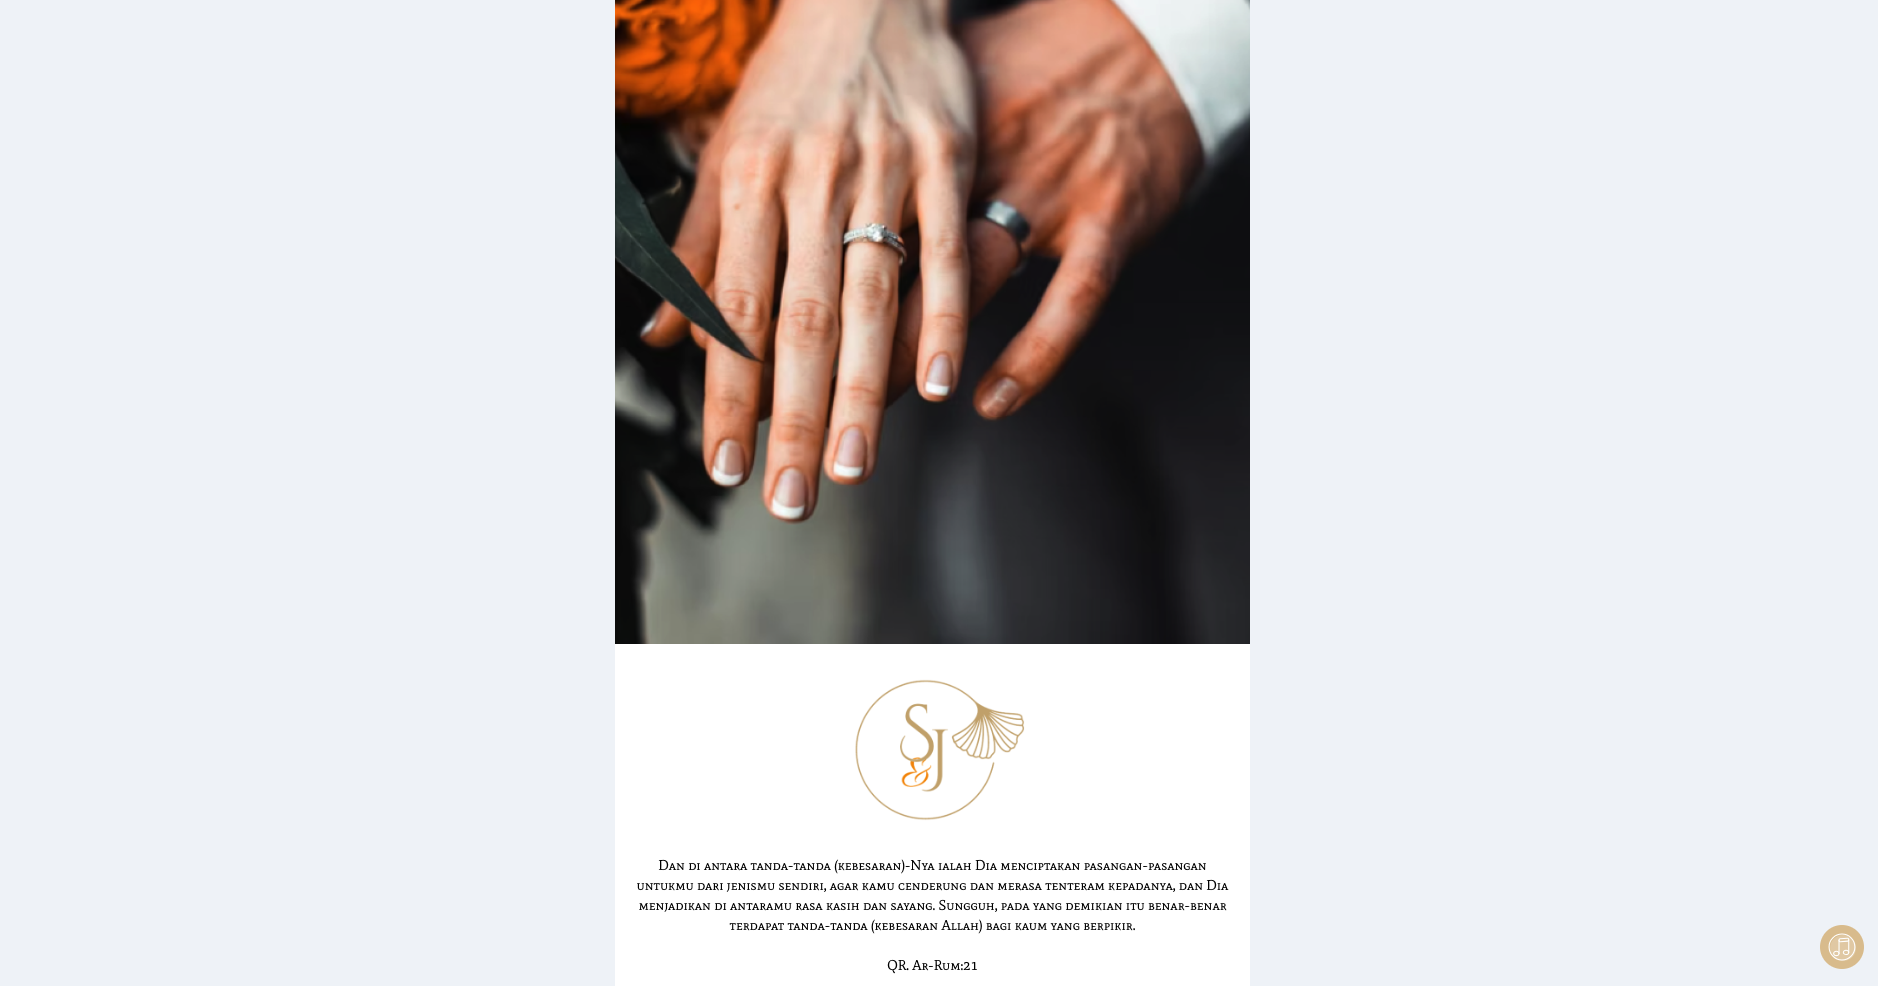 S&J
Dan di antara tanda-tanda (kebesaran)-Nya ialah Dia menciptakan pasangan-pasangan
untukmu dari jenismu sendiri, agar kamu cenderung dan merasa tenteram kepadanya, dan Dia
menjadikan di antaramu rasa kasih dan sayang. Sungguh, pada yang demikian itu benar-benar
terdapat tanda-tanda (kebesaran Allah) bagi kaum yang berpikir.
QR. Ar-Rum:21